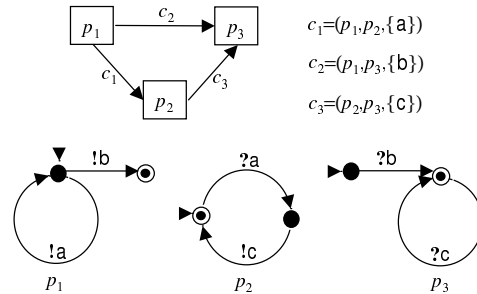 p₁ c₂ p₃ c₁=(p₁,p₂,{a})
c₂=(p₁,p₃,{b})
c₁ c₃
p₂ c₃=(p₂,p₃,{c})
!b ?a ?b
!a !c ?c
p₁ p₂ p₃